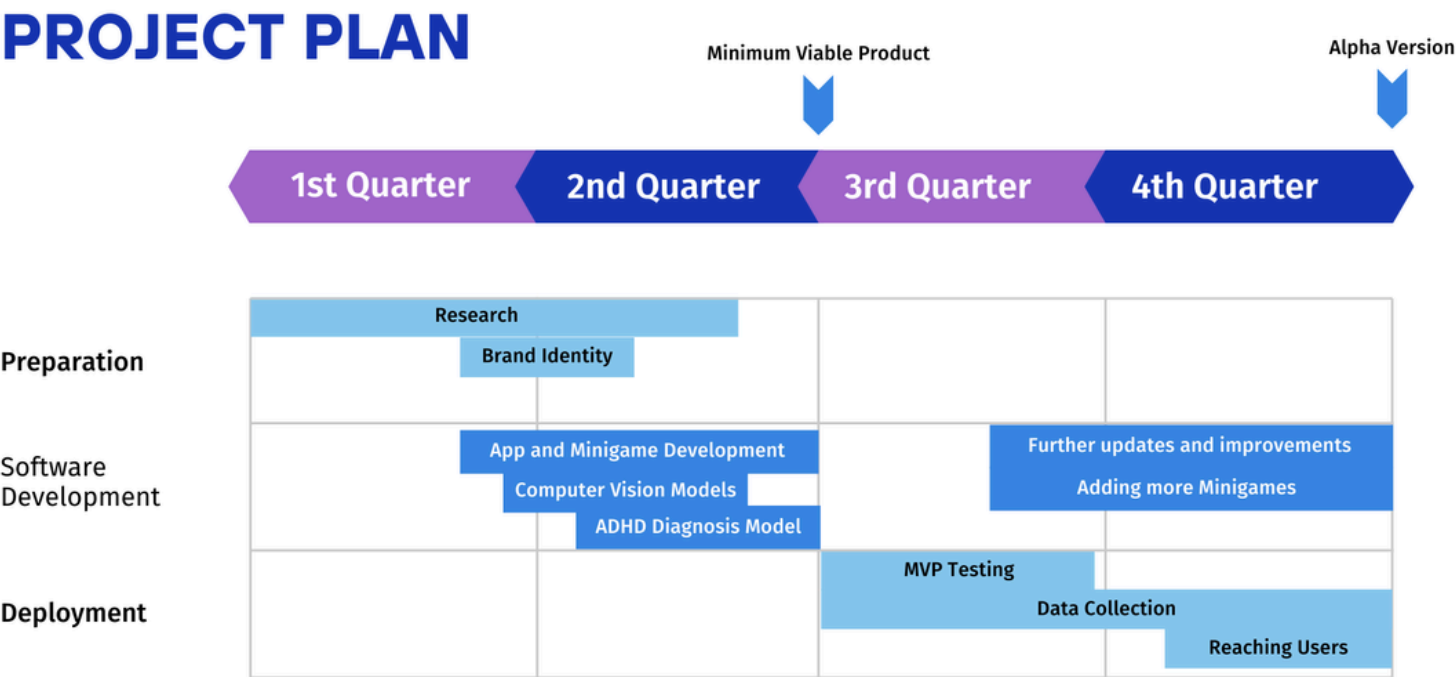 PROJECT PLAN
Minimum Viable Product
Alpha Version
1st Quarter
2nd Quarter
3rd Quarter
4th Quarter
Preparation
Research
Brand Identity
Software
Development
App and Minigame Development
Computer Vision Models
ADHD Diagnosis Model
Further updates and improvements
Adding more Minigames
Deployment
MVP Testing
Data Collection
Reaching Users